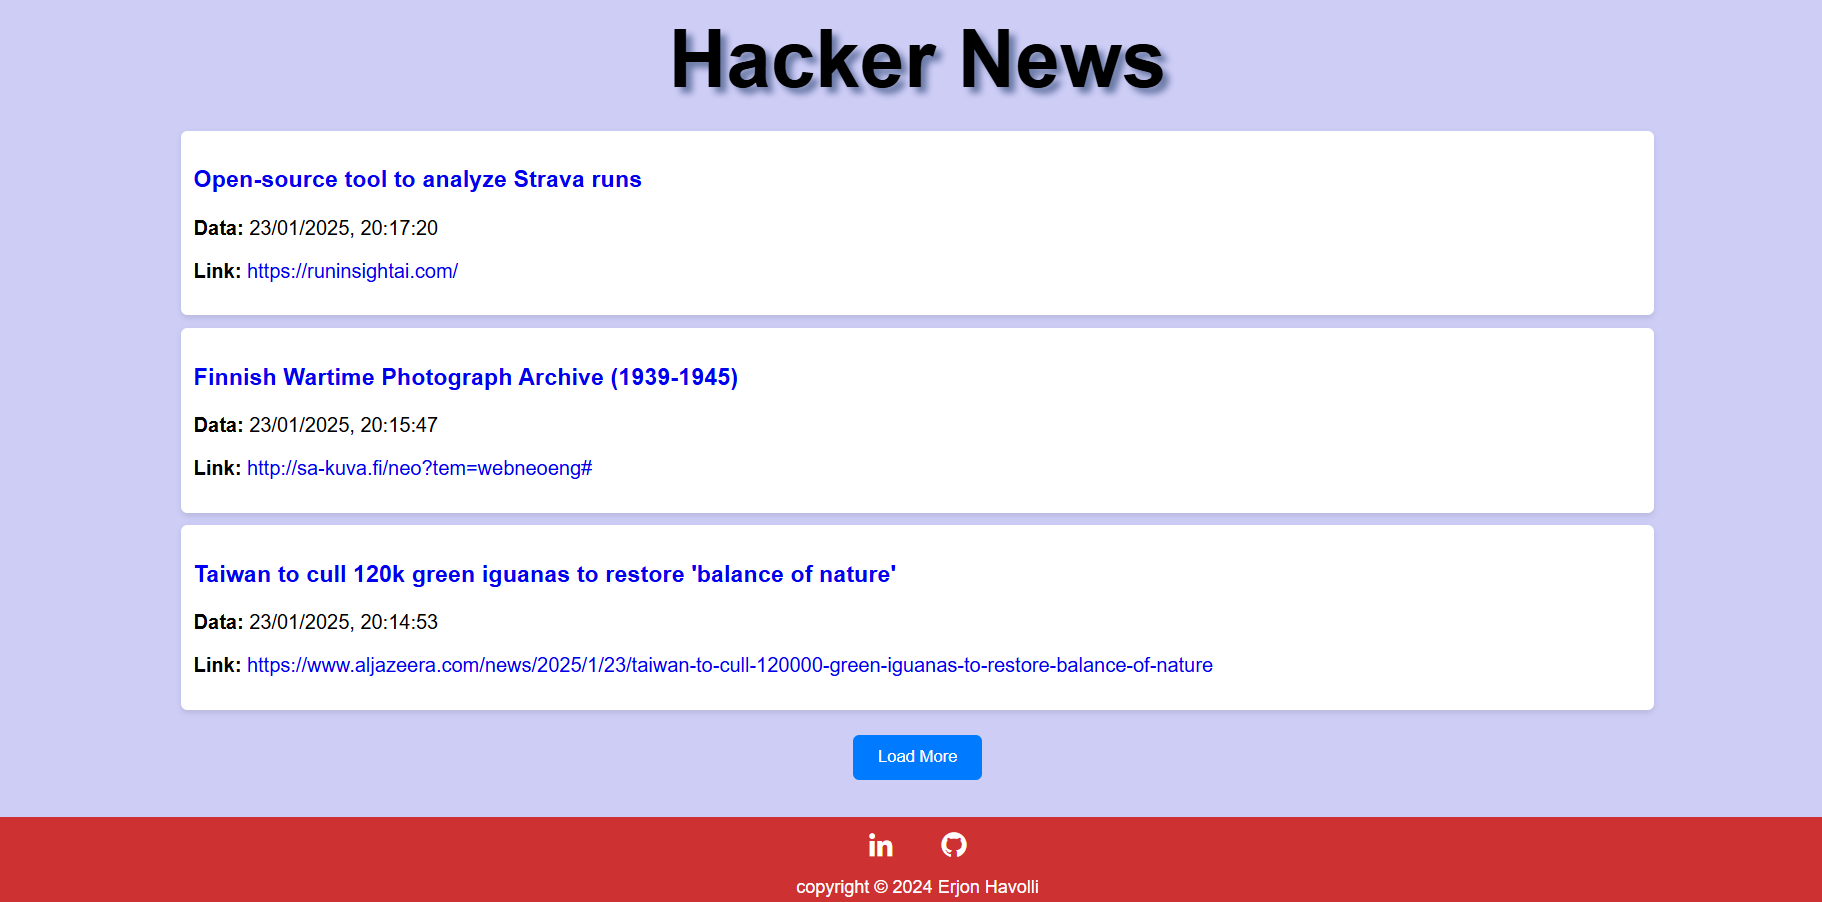 Hacker News
Open-source tool to analyze Strava runs
Data: 23/01/2025, 20:17:20
Link: https://runinsightai.com/
Finnish Wartime Photograph Archive (1939-1945)
Data: 23/01/2025, 20:15:47
Link: http://sa-kuva.fi/neo?tem=webneoeng#
Taiwan to cull 120k green iguanas to restore 'balance of nature'
Data: 23/01/2025, 20:14:53
Link: https://www.aljazeera.com/news/2025/1/23/taiwan-to-cull-120000-green-iguanas-to-restore-balance-of-nature
Load More
in
copyright © 2024 Erjon Havolli